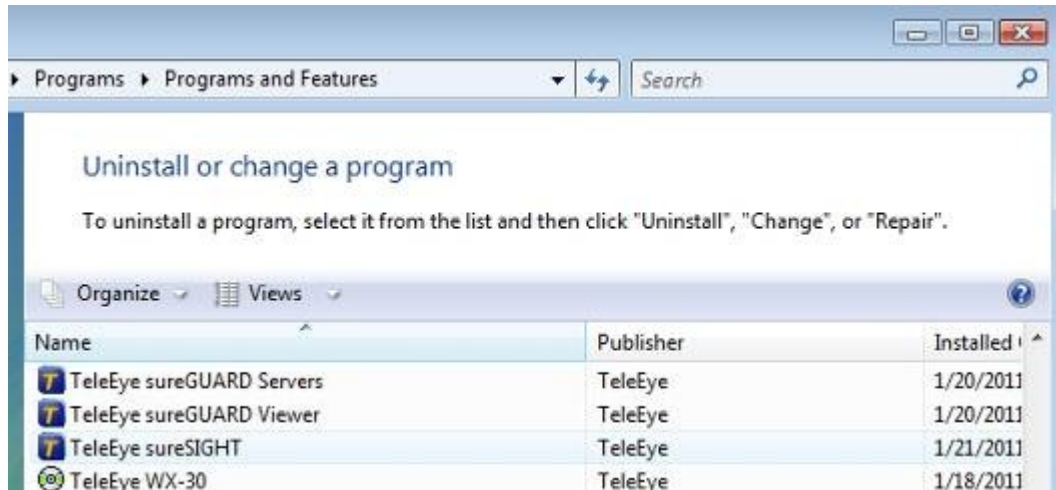 Programs Programs and Features Search
Uninstall or change a program
To uninstall a program, select it from the list and then click "Uninstall", "Change", or "Repair".
Organize Views
Name Publisher Installed
TeleEye sureGUARD Servers TeleEye 1/20/2011
TeleEye sureGUARD Viewer TeleEye 1/20/2011
TeleEye sureSIGHT TeleEye 1/21/2011
TeleEye WX-30 TeleEye 1/18/2011